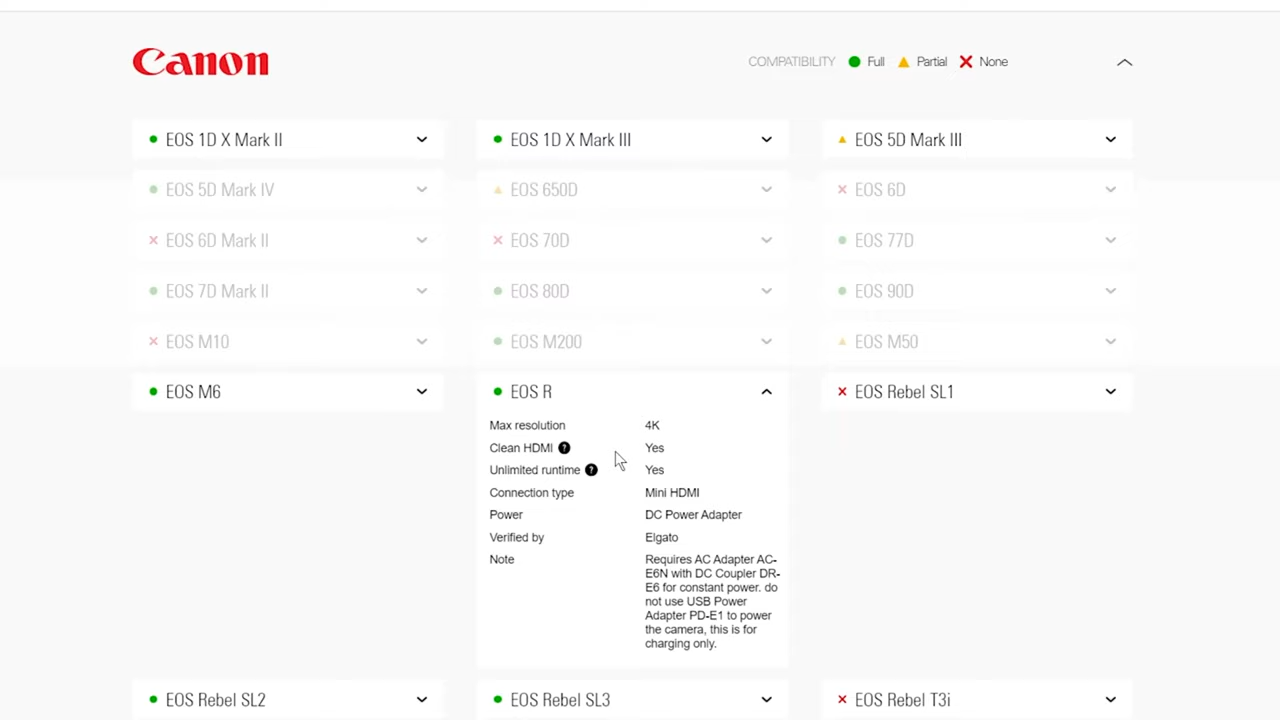 Canon
COMPATIBILITY Full Partial None
EOS 1D X Mark II
EOS 1D X Mark III
EOS 5D Mark III
EOS 5D Mark IV
EOS 650D
EOS 6D
EOS 6D Mark II
EOS 70D
EOS 77D
EOS 7D Mark II
EOS 80D
EOS 90D
EOS M10
EOS M200
EOS M50
EOS M6
EOS R
EOS Rebel SL1
Max resolution 4K
Clean HDMI ? Yes
Unlimited runtime ? Yes
Connection type Mini HDMI
Power DC Power Adapter
Verified by Elgato
Note Requires AC Adapter AC-
E6N with DC Coupler DR-
E6 for constant power. do
not use USB Power
Adapter PD-E1 to power
the camera, this is for
charging only.
EOS Rebel SL2
EOS Rebel SL3
EOS Rebel T3i